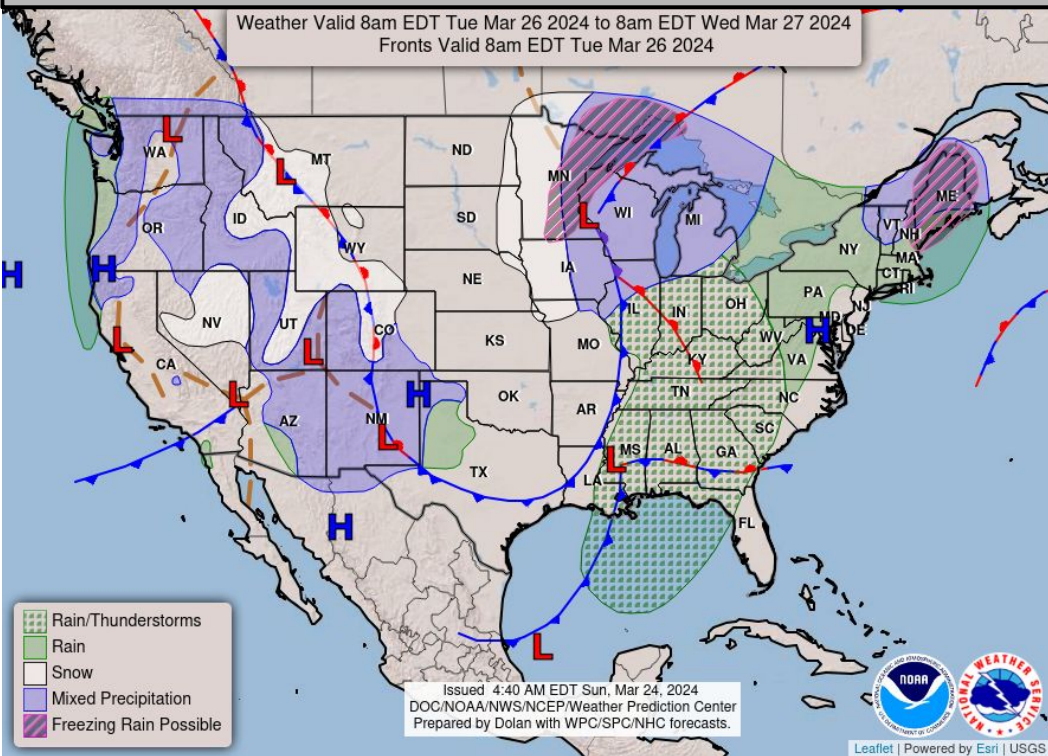 Weather Valid 8am EDT Tue Mar 26 2024 to 8am EDT Wed Mar 27 2024
Fronts Valid 8am EDT Tue Mar 26 2024
WA
L
MT
L
ND
MN
ME
OR
ID
SD
L
WI
MI
VT
NH
NY
MA
CT
RI
WY
H
H
NE
IA
IL
IN
OH
PA
NJ
MD
DE
H
WV
VA
NV
UT
CO
KS
MO
KY
L
CA
L
L
H
OK
AR
TN
NC
AZ
NM
L
TX
L
MS
AL
GA
SC
LA
H
FL
L
Rain/Thunderstorms
Rain
Snow
Mixed Precipitation
Freezing Rain Possible
Issued 4:40 AM EDT Sun, Mar 24, 2024
DOC/NOAA/NWS/NCEP/Weather Prediction Center
Prepared by Dolan with WPC/SPC/NHC forecasts.
NOAA
NATIONAL WEATHER SERVICE
Leaflet | Powered by Esri | USGS